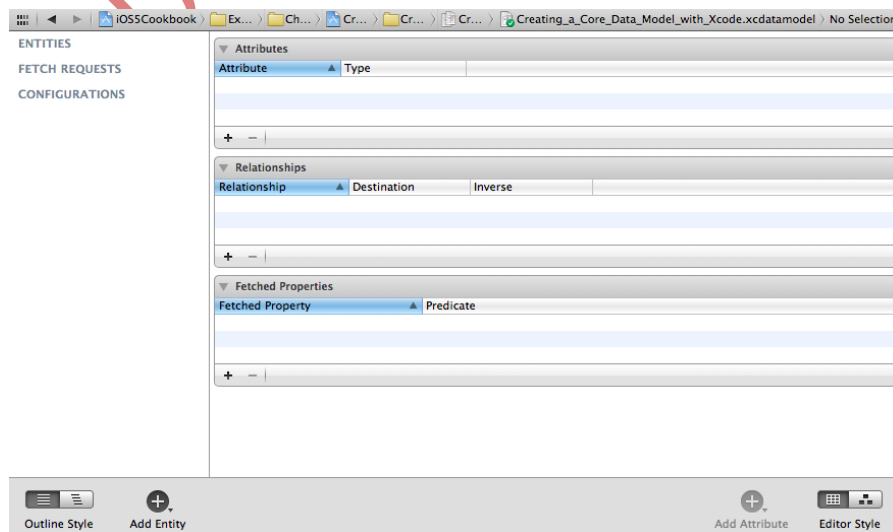 iOS5Cookbook Ex... Ch... Cr... Cr... Cr... Creating_a_Core_Data_Model_with_Xcode.xcdatamodel No Selection
ENTITIES
FETCH REQUESTS
CONFIGURATIONS
Attributes
Attribute Type
+ −
Relationships
Relationship Destination Inverse
+ −
Fetched Properties
Fetched Property Predicate
+ −
Outline Style Add Entity Add Attribute Editor Style